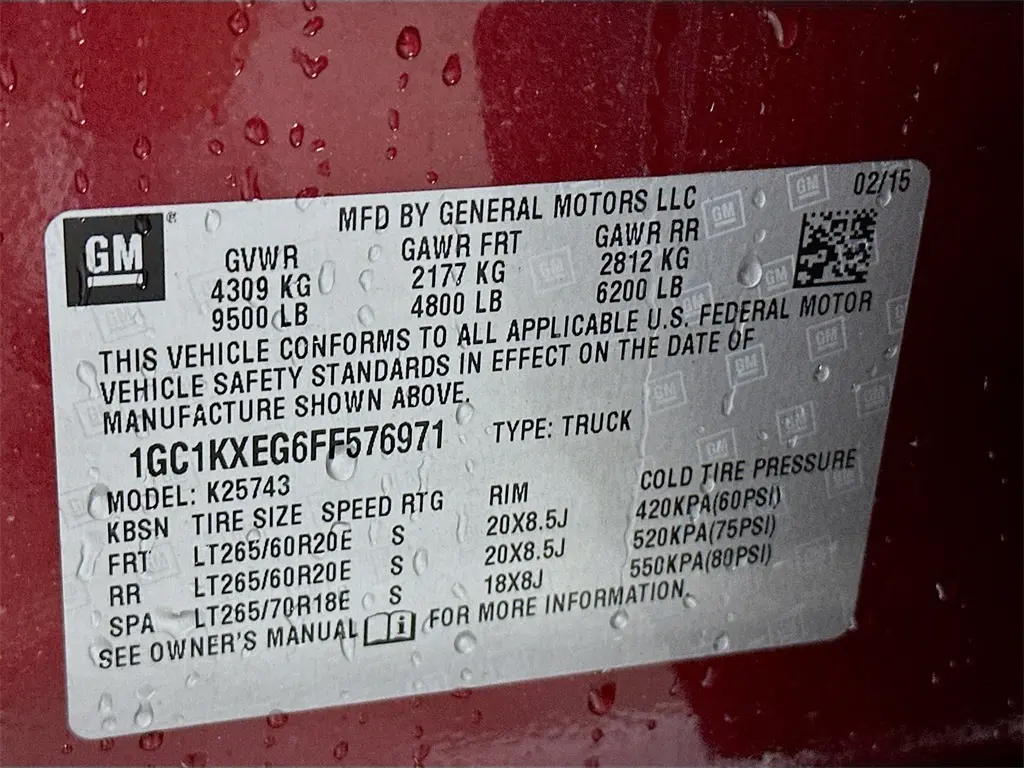 GM ®
MFD BY GENERAL MOTORS LLC 02/15
GVWR GAWR FRT GAWR RR
4309 KG 2177 KG 2812 KG
9500 LB 4800 LB 6200 LB
THIS VEHICLE CONFORMS TO ALL APPLICABLE U.S. FEDERAL MOTOR
VEHICLE SAFETY STANDARDS IN EFFECT ON THE DATE OF
MANUFACTURE SHOWN ABOVE.
1GC1KXEG6FF576971 TYPE: TRUCK
MODEL: K25743
KBSN TIRE SIZE SPEED RTG RIM COLD TIRE PRESSURE
FRT LT265/60R20E S 20X8.5J 420KPA(60PSI)
RR LT265/60R20E S 20X8.5J 520KPA(75PSI)
SPA LT265/70R18E S 18X8J 550KPA(80PSI)
SEE OWNER'S MANUAL i FOR MORE INFORMATION.